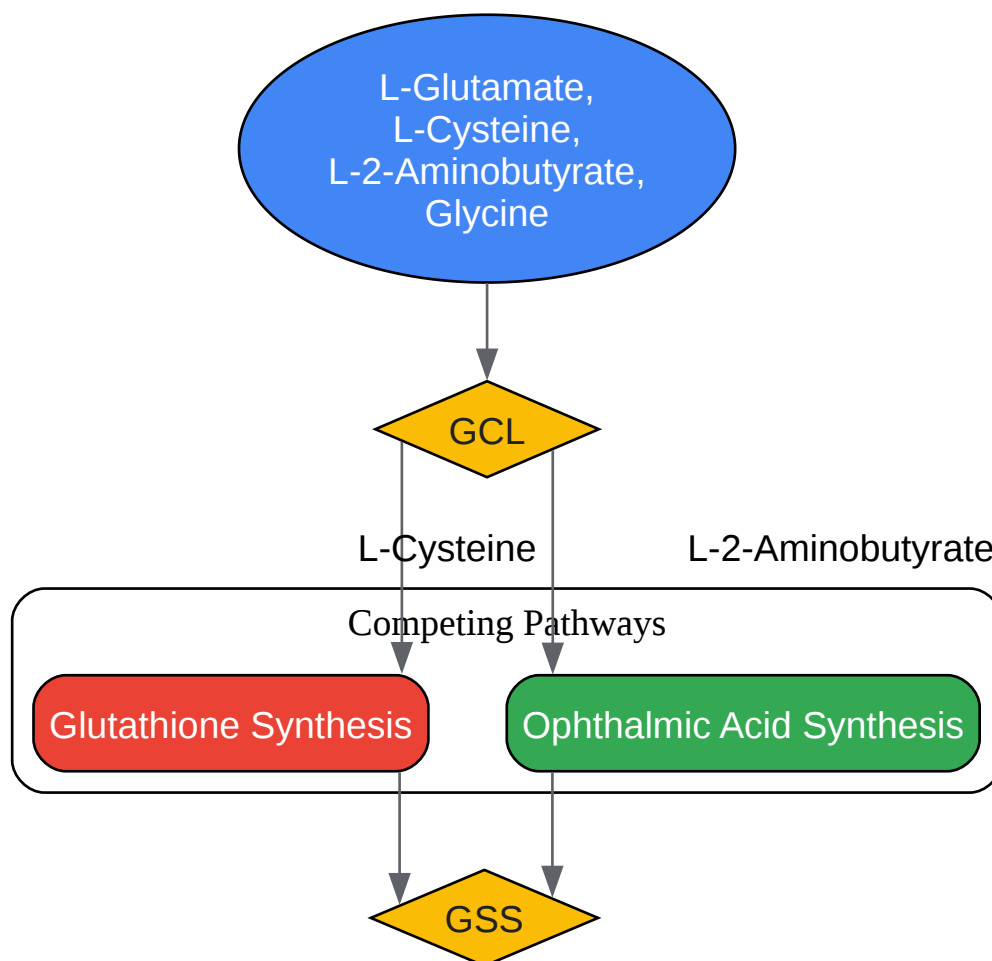 L-Glutamate,
L-Cysteine,
L-2-Aminobutyrate,
Glycine
GCL
L-Cysteine
L-2-Aminobutyrate
Competing Pathways
Glutathione Synthesis
Ophthalmic Acid Synthesis
GSS